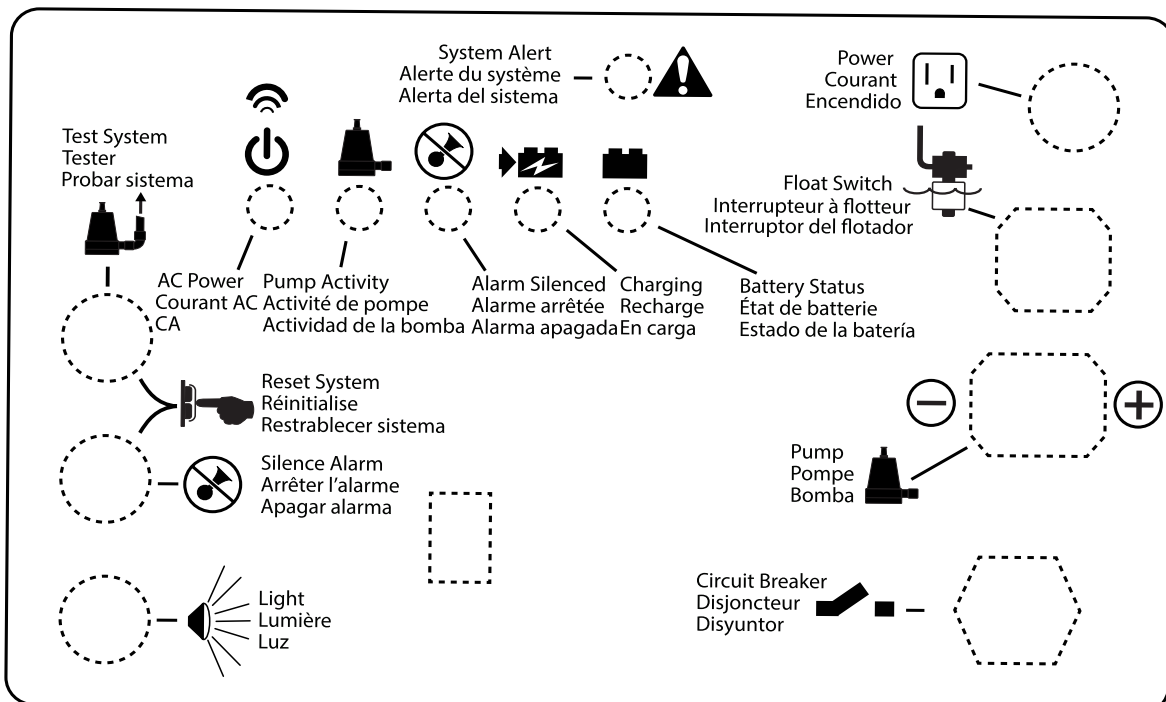 System Alert
Alerte du système
Alerta del sistema
Power
Courant
Encendido
Test System
Tester
Probar sistema
Float Switch
Interrupteur à flotteur
Interruptor del flotador
AC Power
Courant AC
CA
Pump Activity
Activité de pompe
Actividad de la bomba
Alarm Silenced
Alarme arrêtée
Alarma apagada
Charging
Recharge
En carga
Battery Status
État de batterie
Estado de la batería
Reset System
Réinitialise
Restrablecer sistema
Silence Alarm
Arrêter l’alarme
Apagar alarma
Pump
Pompe
Bomba
Light
Lumière
Luz
Circuit Breaker
Disjoncteur
Disyuntor